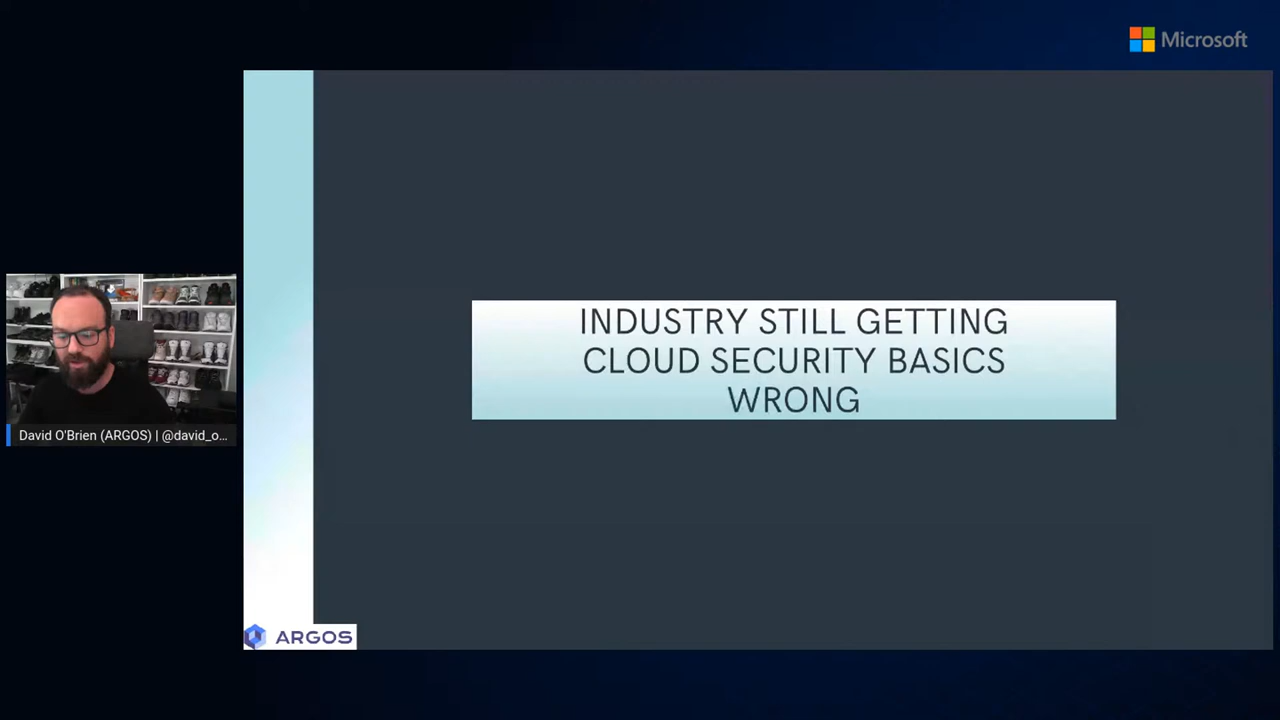 Microsoft
INDUSTRY STILL GETTING
CLOUD SECURITY BASICS
WRONG
David O'Brien (ARGOS) | @david_o...
ARGOS